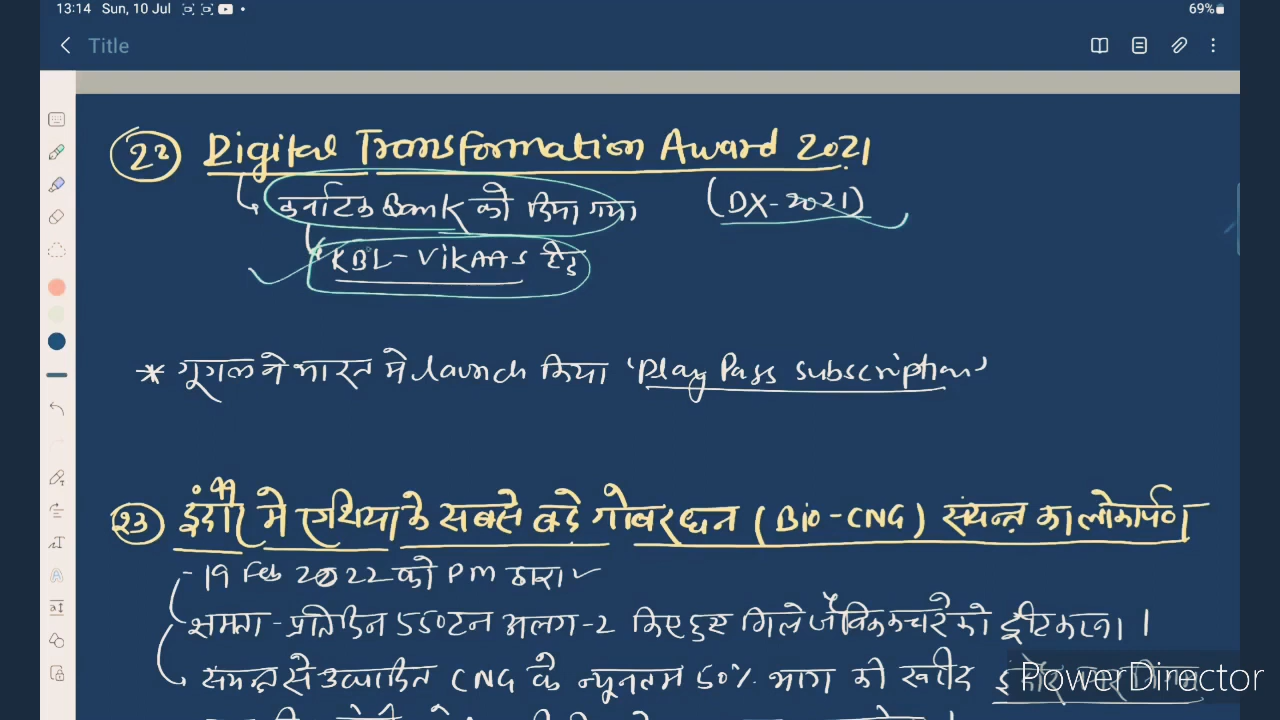 13:14 Sun, 10 Jul 69%
Title
22 Digital Transformation Award 2021
कर्नाटक Bank को दिया गया (DX-2021)
KBL-VIKAAS हेतु
* गूगल ने भारत मे launch किया 'Play Pass subscription'
23 इंदौर मे एशिया के सबसे बड़े गोवरधन (Bio-CNG) संयन्त्र का लोकार्पण
- 19 Feb 2022 को PM द्वारा
क्षमता - प्रतिदिन 550 टन अलग-2 किए हुए गिले जैविक कचरे को ट्रीट करना।
संयन्त्र से उत्पादित CNG के न्यूनतम 50% भाग को खरीद
PowerDirector